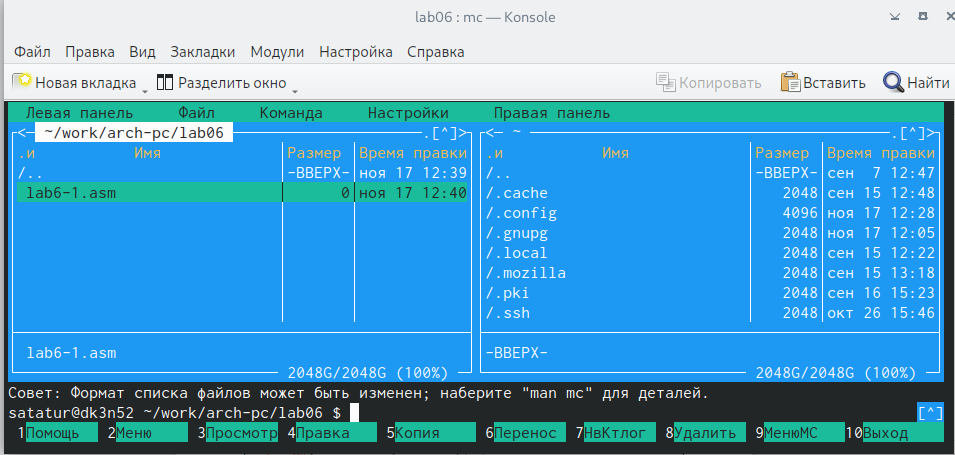 lab06 : mc — Konsole
Файл Правка Вид Закладки Модули Настройка Справка
Новая вкладка Разделить окно Копировать Вставить Найти
Левая панель Файл Команда Настройки Правая панель
<— ~/work/arch-pc/lab06 .[^]> <— ~ .[^]>
.и Имя Размер Время правки .и Имя Размер Время правки
/.. -ВВЕРХ- ноя 17 12:39 /.. -ВВЕРХ- сен 7 12:47
lab6-1.asm 0 ноя 17 12:40 /.cache 2048 сен 15 12:48
/.config 4096 ноя 17 12:28
/.gnupg 2048 ноя 17 12:05
/.local 2048 сен 15 12:22
/.mozilla 2048 сен 15 13:18
/.pki 2048 сен 16 15:23
/.ssh 2048 окт 26 15:46
lab6-1.asm -ВВЕРХ-
2048G/2048G (100%) 2048G/2048G (100%)
Совет: Формат списка файлов может быть изменен; наберите "man mc" для деталей.
satatur@dk3n52 ~/work/arch-pc/lab06 $ [^]
1Помощь 2Меню 3Просмотр 4Правка 5Копия 6Перенос 7НвКтлог 8Удалить 9МенюMC 10Выход